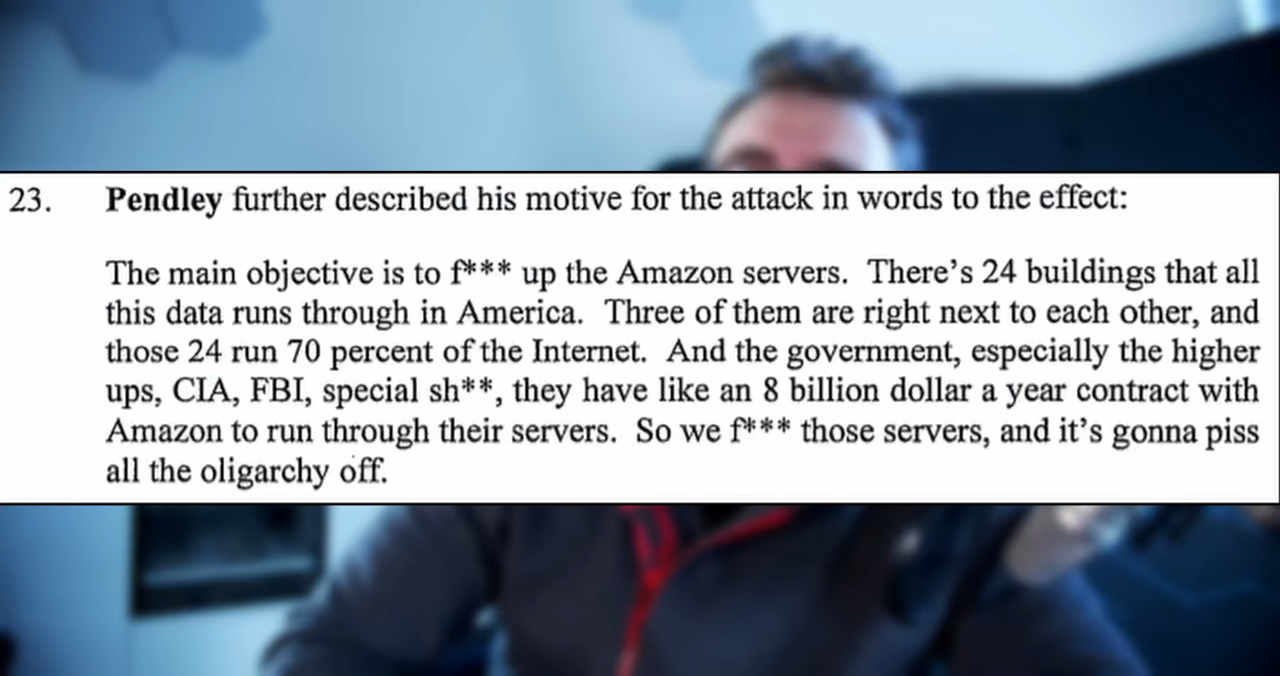 23. Pendley further described his motive for the attack in words to the effect:
The main objective is to f*** up the Amazon servers. There's 24 buildings that all
this data runs through in America. Three of them are right next to each other, and
those 24 run 70 percent of the Internet. And the government, especially the higher
ups, CIA, FBI, special sh**, they have like an 8 billion dollar a year contract with
Amazon to run through their servers. So we f*** those servers, and it's gonna piss
all the oligarchy off.